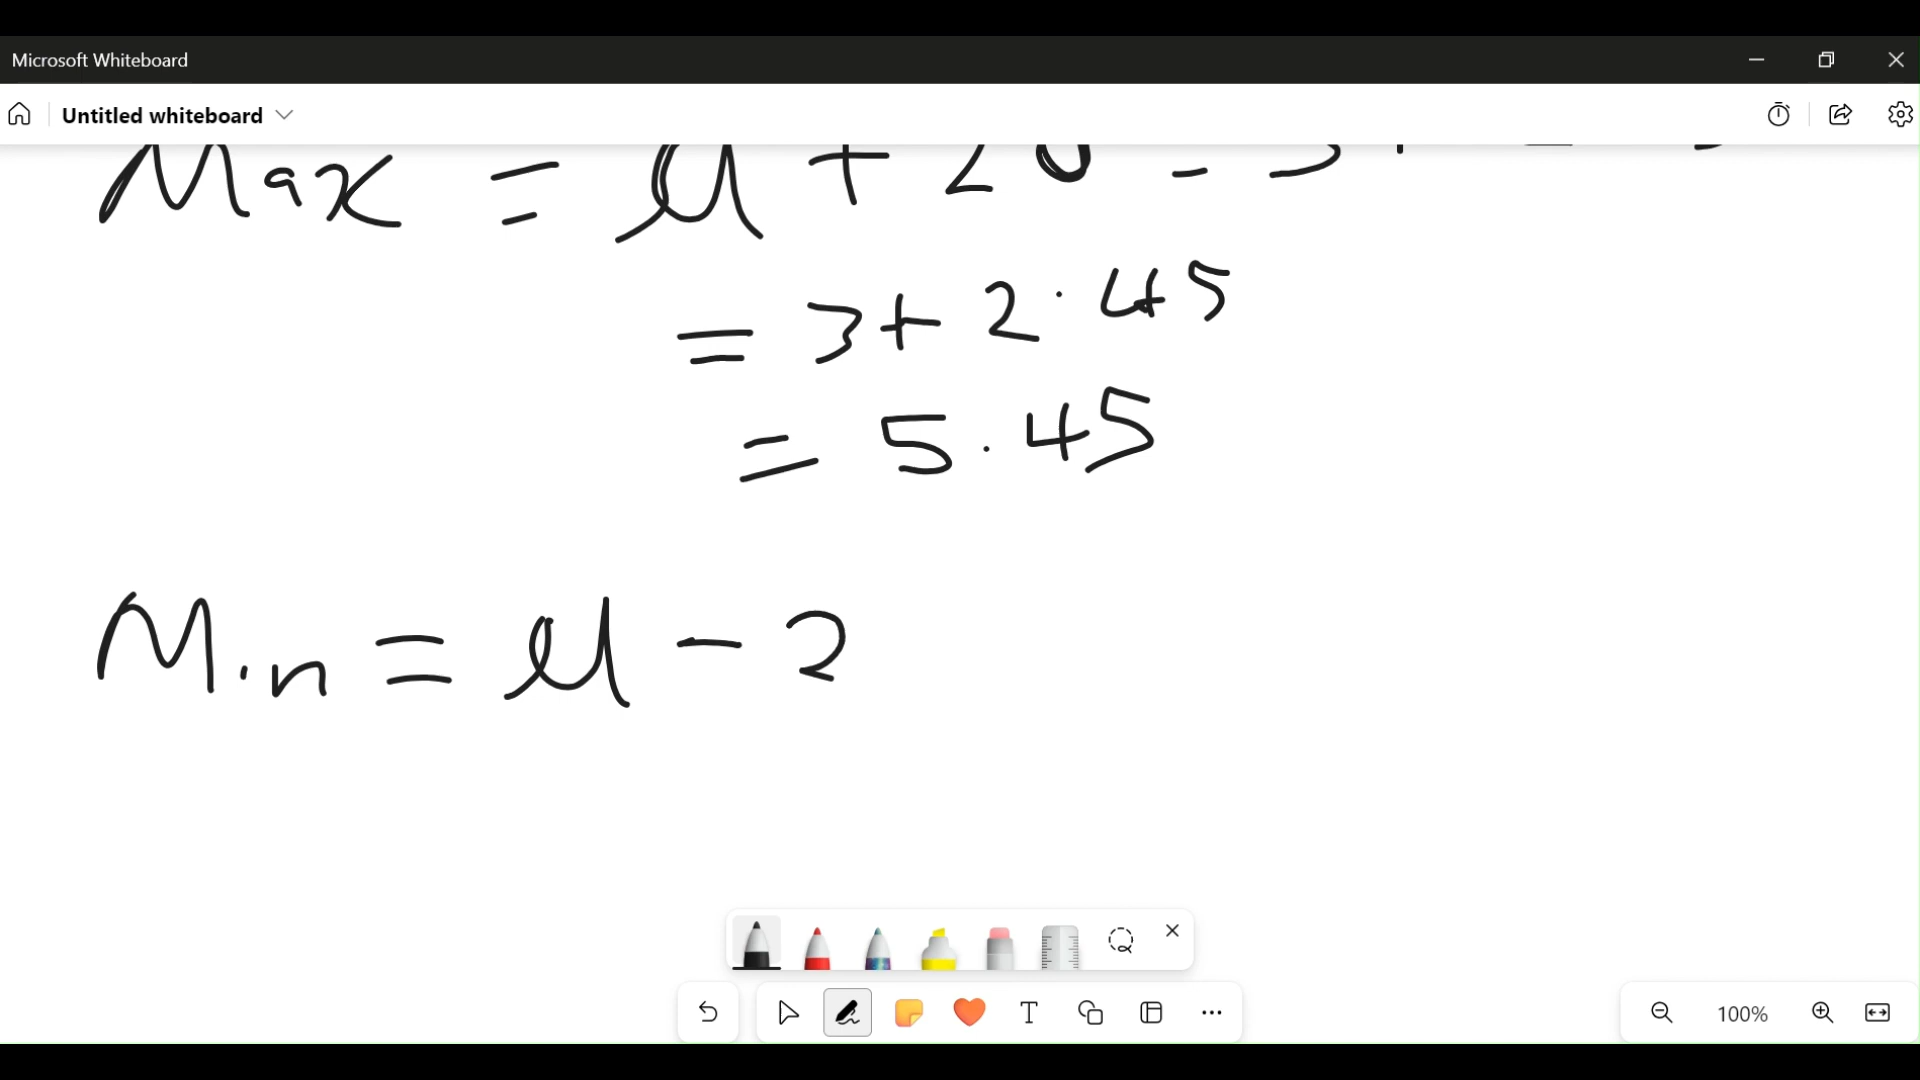 Microsoft Whiteboard
Untitled whiteboard
Max = μ + 2σ =
= 3 + 2.45
= 5.45
Min = μ - 2
100%